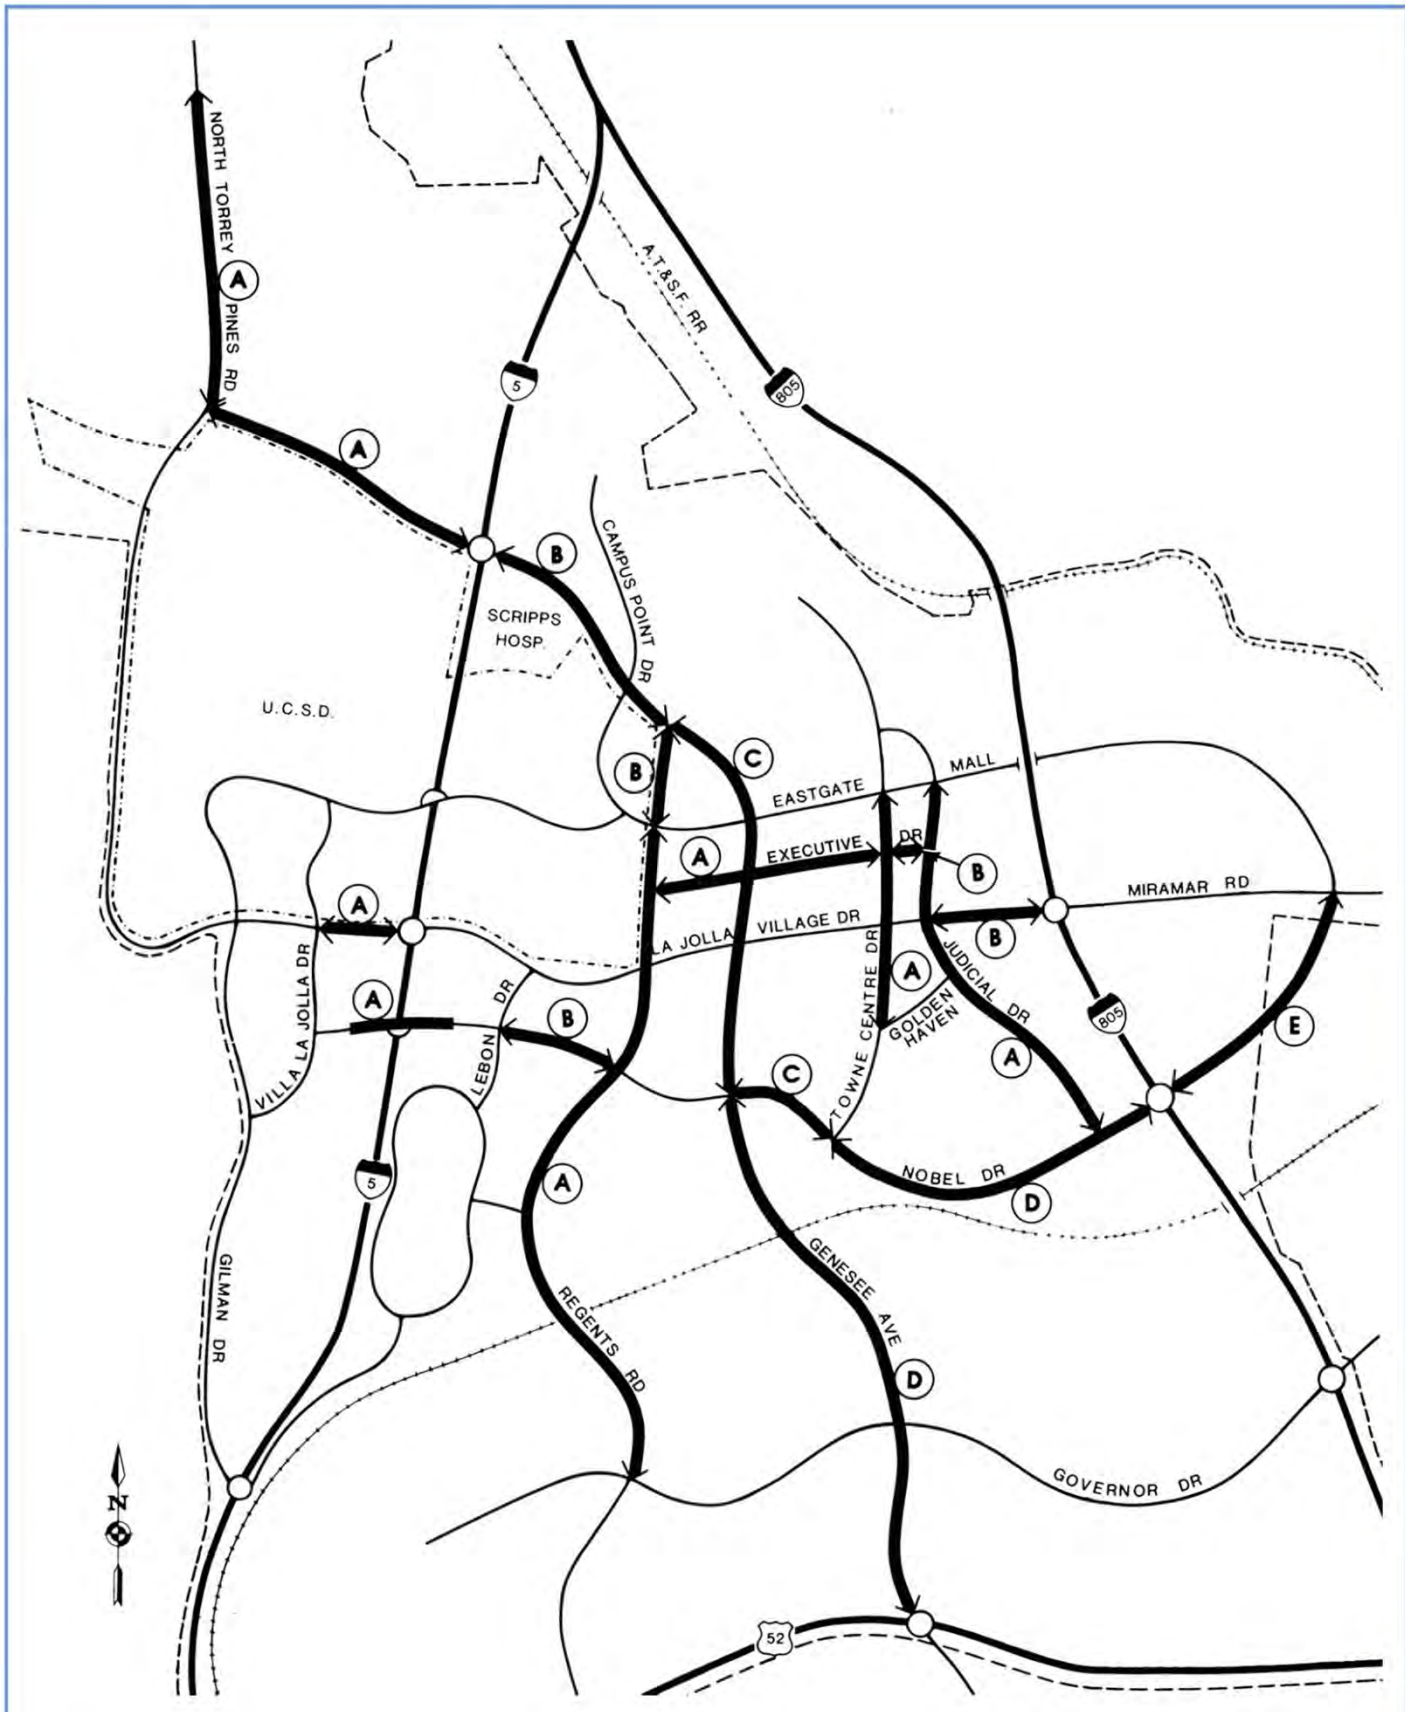 NORTH TORREY
A
PINES RD
A.T.&S.F. RR
5
805
A
B
CAMPUS POINT DR
SCRIPPS
HOSP.
U.C.S.D.
C
B
MALL
EASTGATE
EXECUTIVE
DR
A
B
MIRAMAR RD
A
LA JOLLA VILLAGE DR
B
VILLA LA JOLLA DR
A
LEBON DR
B
TOWNE CENTRE DR
A
JUDICIAL DR
GOLDEN
HAVEN
805
E
A
C
A
5
NOBEL DR
D
GILMAN DR
GENESEE AVE
REGENTS RD
D
GOVERNOR DR
N
52